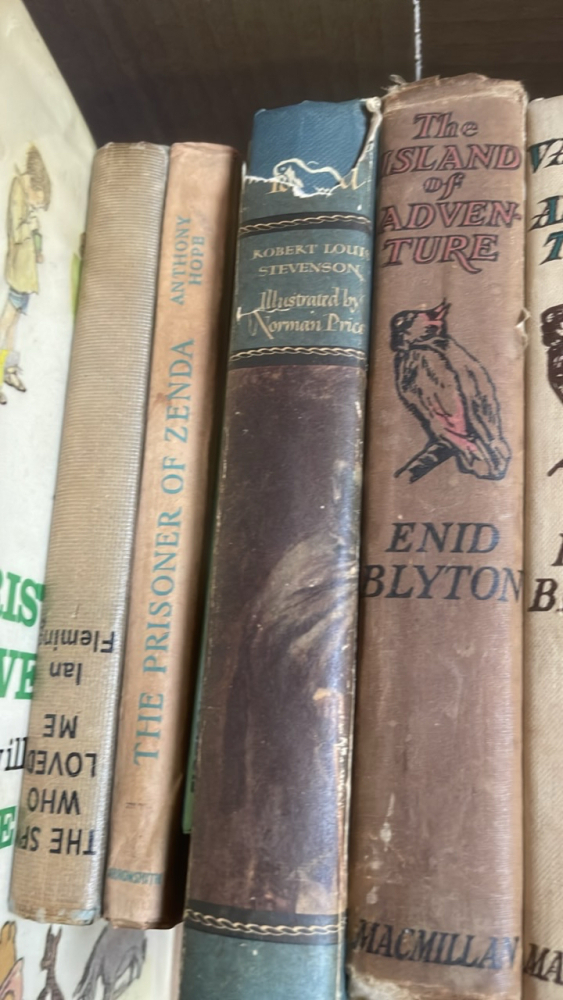 THE SPY
WHO
LOVED
ME
Ian
Fleming
THE PRISONER OF ZENDA
ANTHONY
HOPE
ROBERT LOUIS
STEVENSON
Illustrated by
Norman Price
The
ISLAND
of
ADVEN-
TURE
ENID
BLYTON
MACMILLAN